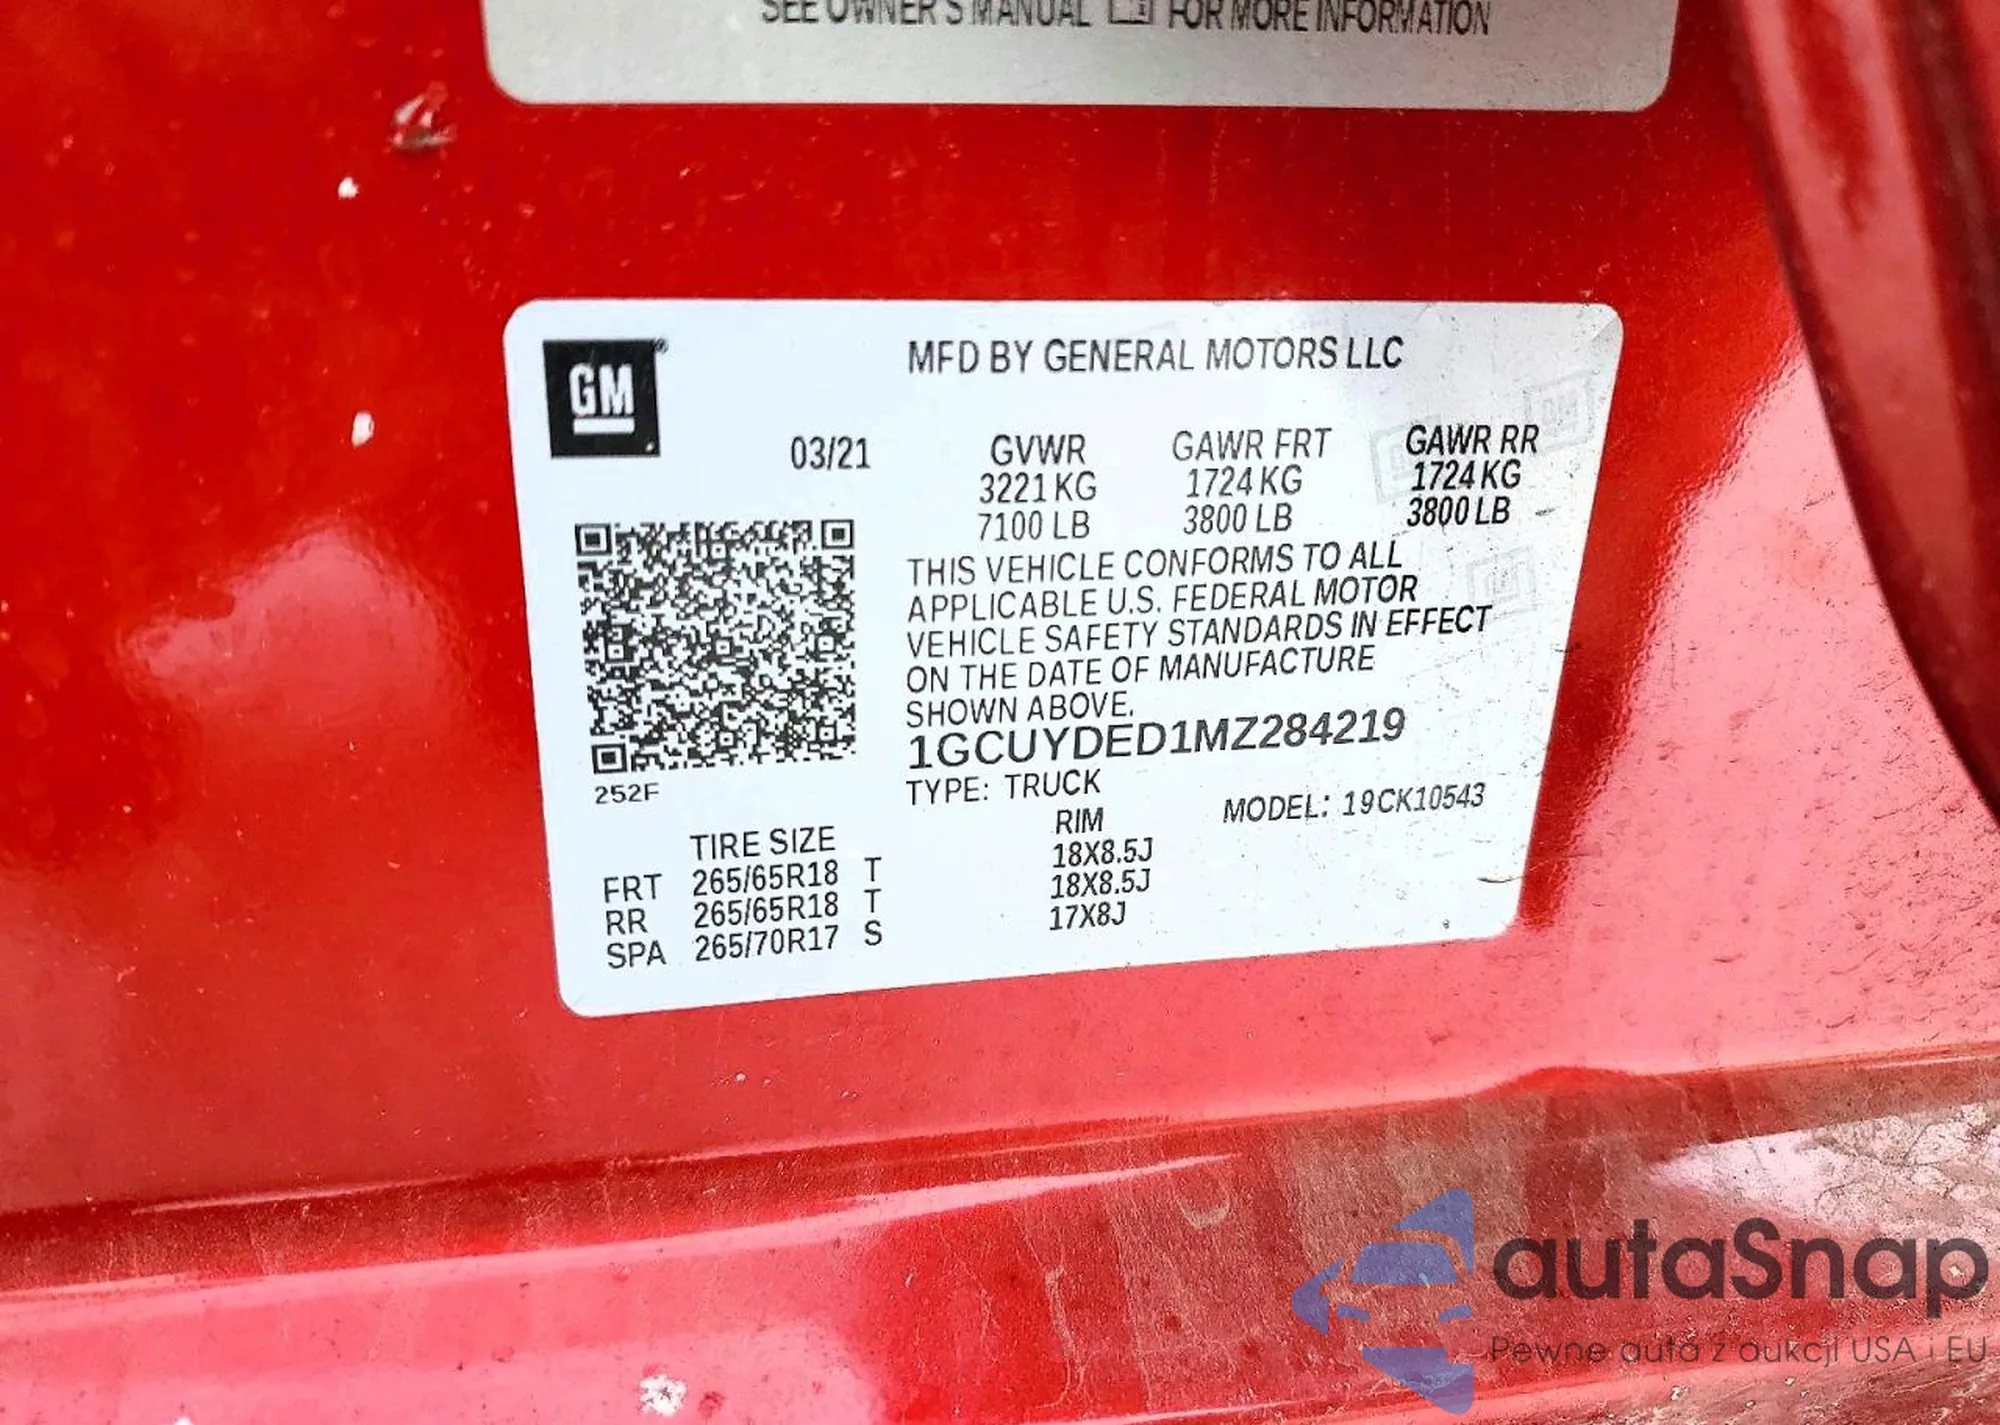 SEE OWNER'S MANUAL FOR MORE INFORMATION
GM®
MFD BY GENERAL MOTORS LLC
03/21 GVWR GAWR FRT GAWR RR
3221 KG 1724 KG 1724 KG
7100 LB 3800 LB 3800 LB
THIS VEHICLE CONFORMS TO ALL
APPLICABLE U.S. FEDERAL MOTOR
VEHICLE SAFETY STANDARDS IN EFFECT
ON THE DATE OF MANUFACTURE
SHOWN ABOVE.
1GCUYDED1MZ284219
252F
TYPE: TRUCK MODEL: 19CK10543
TIRE SIZE RIM
FRT 265/65R18 T 18X8.5J
RR 265/65R18 T 18X8.5J
SPA 265/70R17 S 17X8J
autaSnap
Pewne auta z aukcji USA i EU